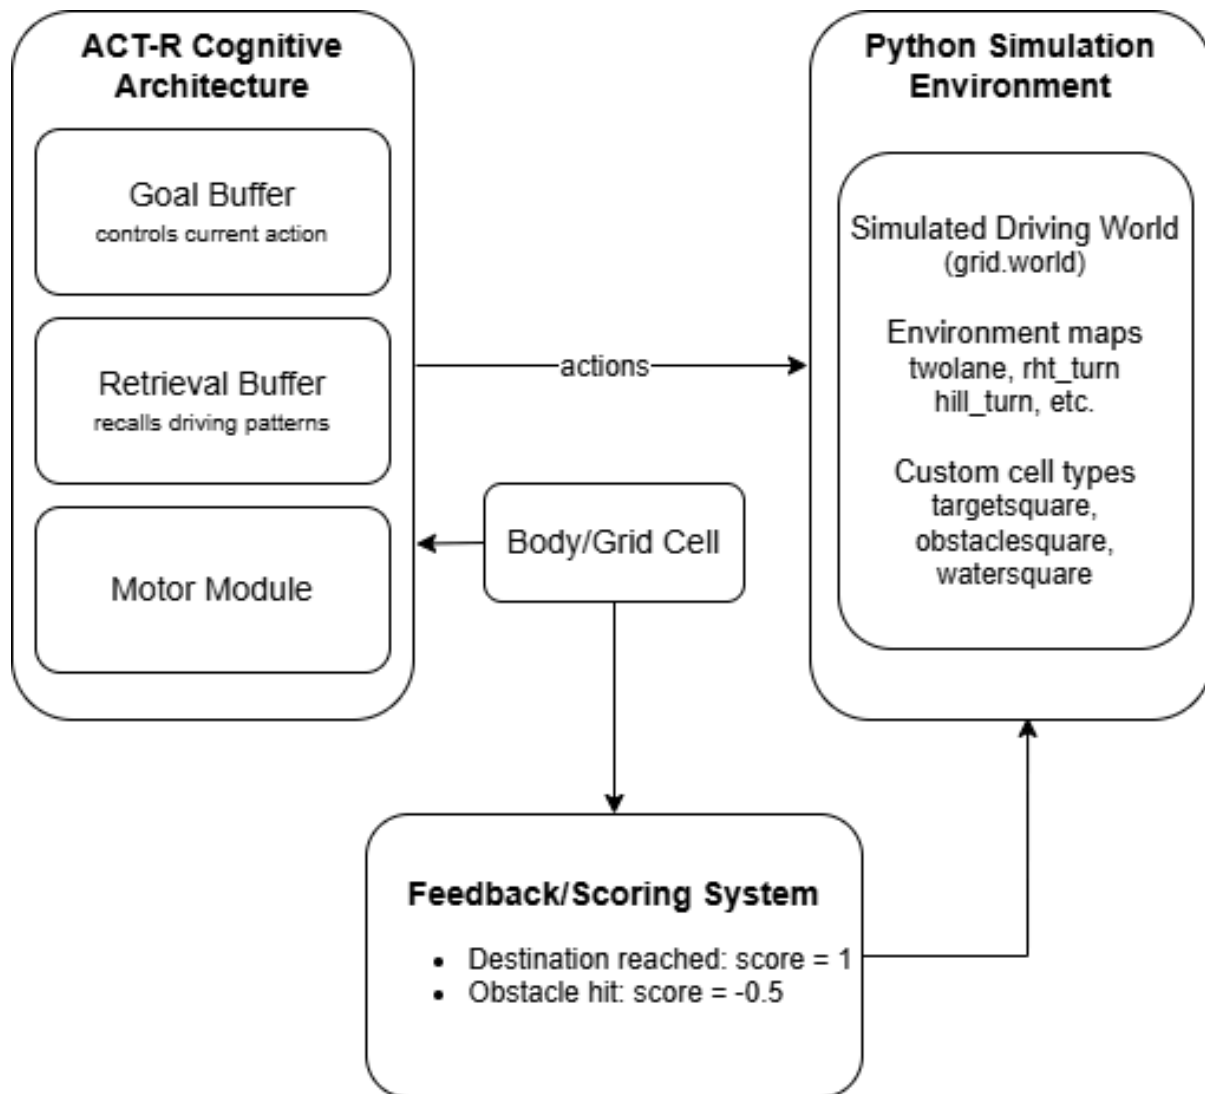 ACT-R Cognitive
Architecture
Goal Buffer
controls current action
Retrieval Buffer
recalls driving patterns
Motor Module
actions
Body/Grid Cell
Python Simulation
Environment
Simulated Driving World
(grid.world)
Environment maps
twolane, rht_turn
hill_turn, etc.
Custom cell types
targetsquare,
obstaclesquare,
watersquare
Feedback/Scoring System
• Destination reached: score = 1
• Obstacle hit: score = -0.5